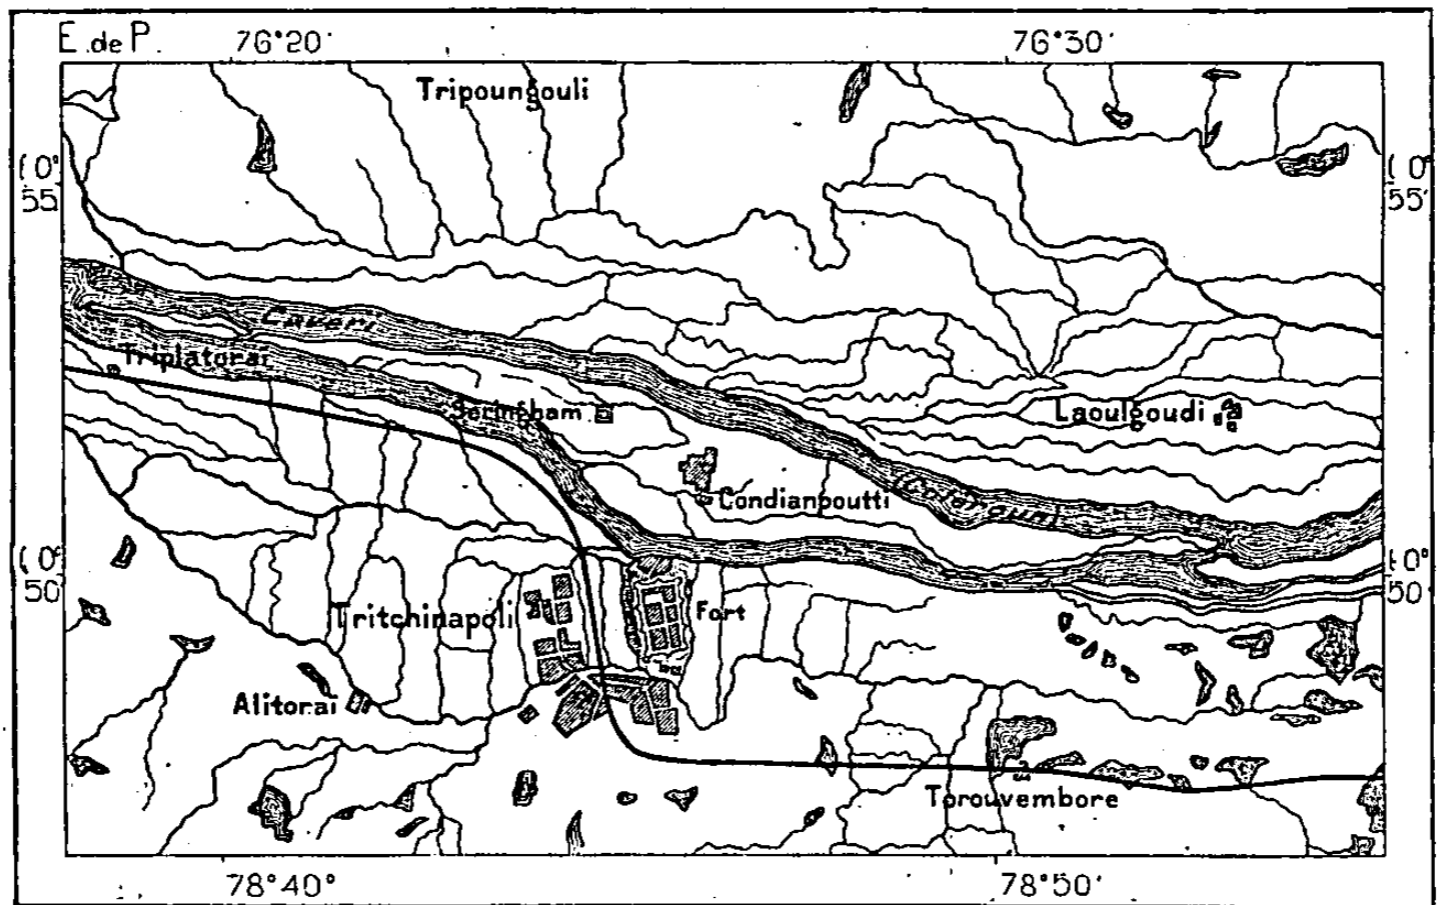 E. de P.
76°20'
76°30'
Tripoungouli
10°
55'
10°
55'
Caveri
Triplatorai
Seringham
Laoulgoudi
Condianpoutti
(Coleroun)
10°
50'
10°
50'
Tritchinapoli
Fort
Alitorai
Torouvembore
78°40°
78°50'